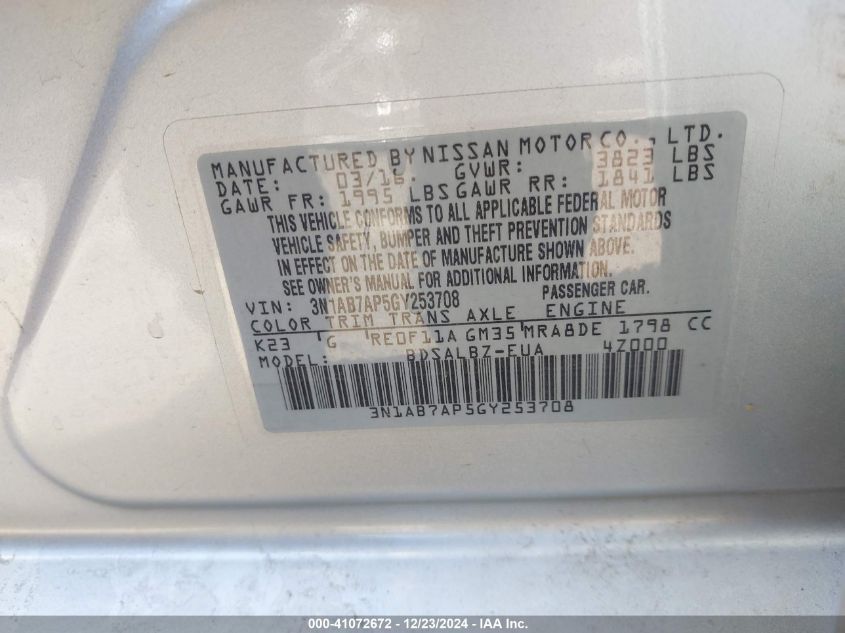 MANUFACTURED BY NISSAN MOTOR CO., LTD.
DATE: 03/16 GVWR: 3823 LBS
GAWR FR: 1995 LBS GAWR RR: 1841 LBS
THIS VEHICLE CONFORMS TO ALL APPLICABLE FEDERAL MOTOR
VEHICLE SAFETY, BUMPER AND THEFT PREVENTION STANDARDS
IN EFFECT ON THE DATE OF MANUFACTURE SHOWN ABOVE.
SEE OWNER'S MANUAL FOR ADDITIONAL INFORMATION.
VIN: 3N1AB7AP5GY253708 PASSENGER CAR.
COLOR TRIM TRANS AXLE ENGINE
K23 G RE0F11A GM35 MRA8DE 1798 CC
MODEL: BDSALBZ-EUA 4Z000
3N1AB7AP5GY253708
000-41072672 - 12/23/2024 - IAA Inc.